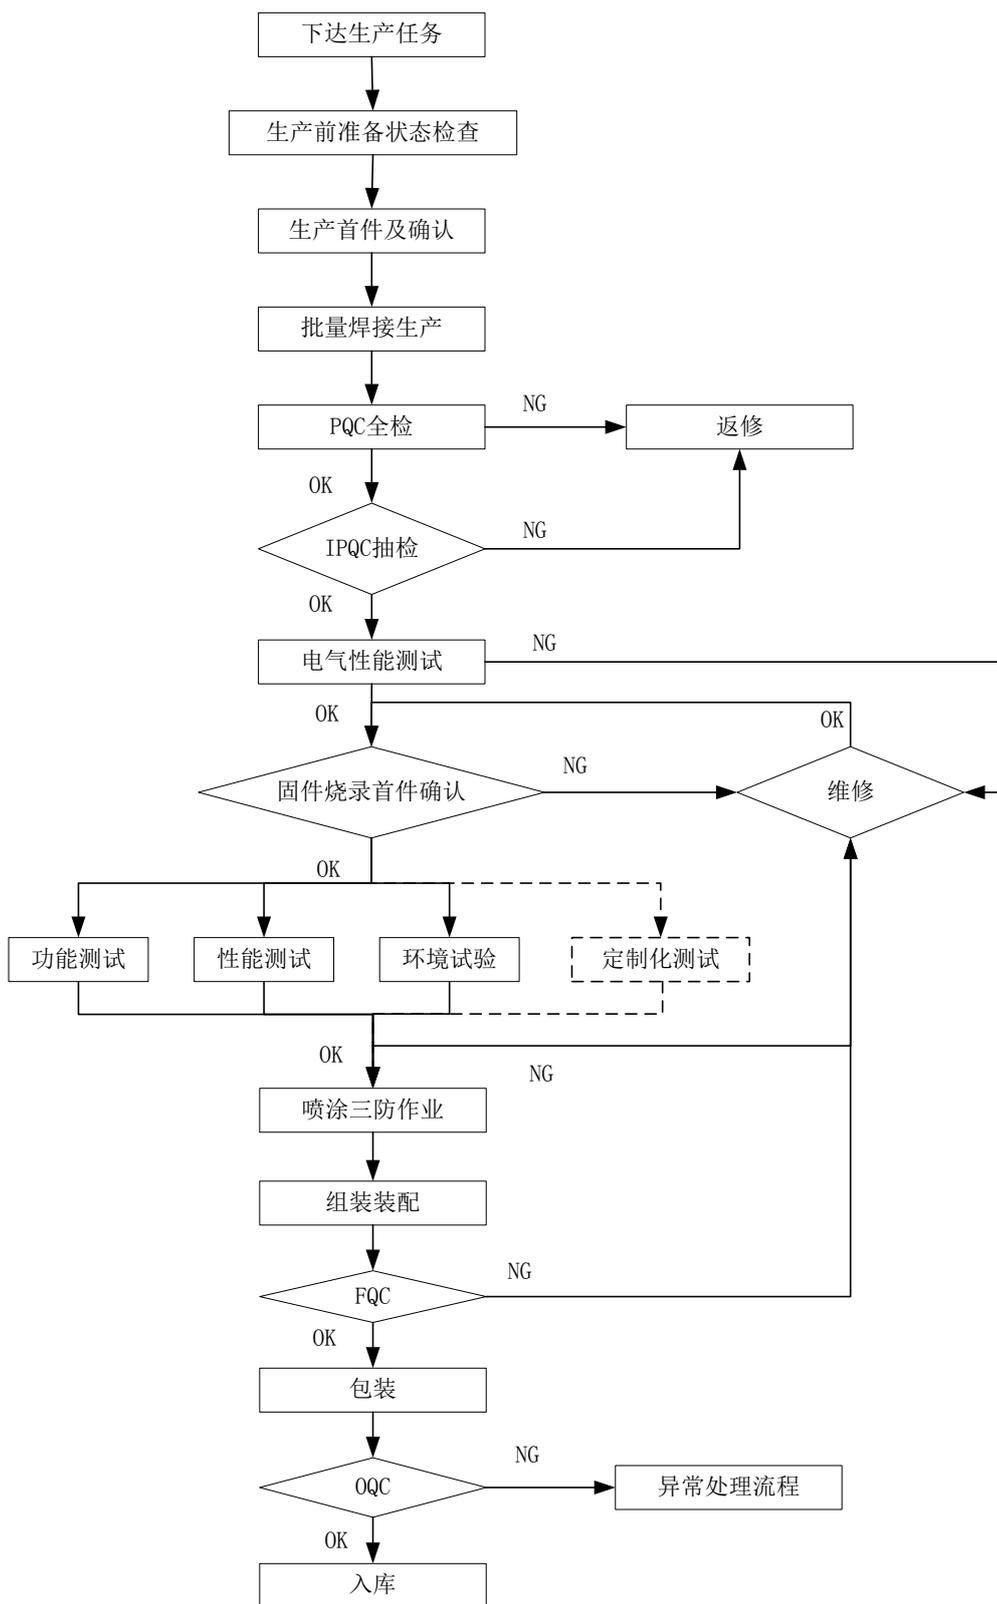 下达生产任务
生产前准备状态检查
生产首件及确认
批量焊接生产
NG
PQC全检
返修
OK
NG
IPQC抽检
OK
NG
电气性能测试
OK
OK
NG
固件烧录首件确认
维修
OK
功能测试
性能测试
环境试验
定制化测试
OK
NG
喷涂三防作业
组装装配
NG
FQC
OK
包装
NG
OQC
异常处理流程
OK
入库